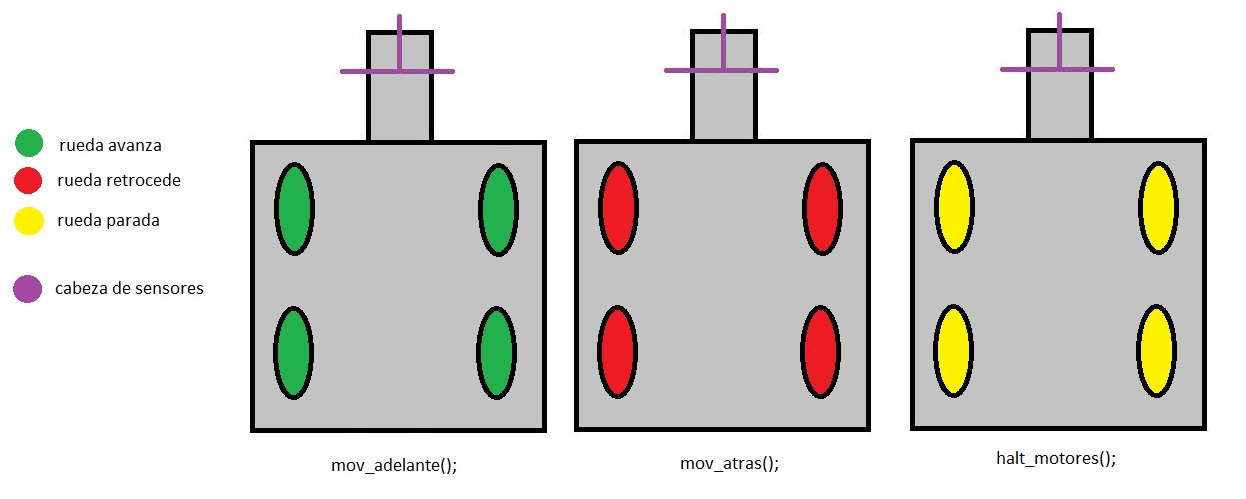 rueda avanza
rueda retrocede
rueda parada
cabeza de sensores
mov_adelante();
mov_atras();
halt_motores();